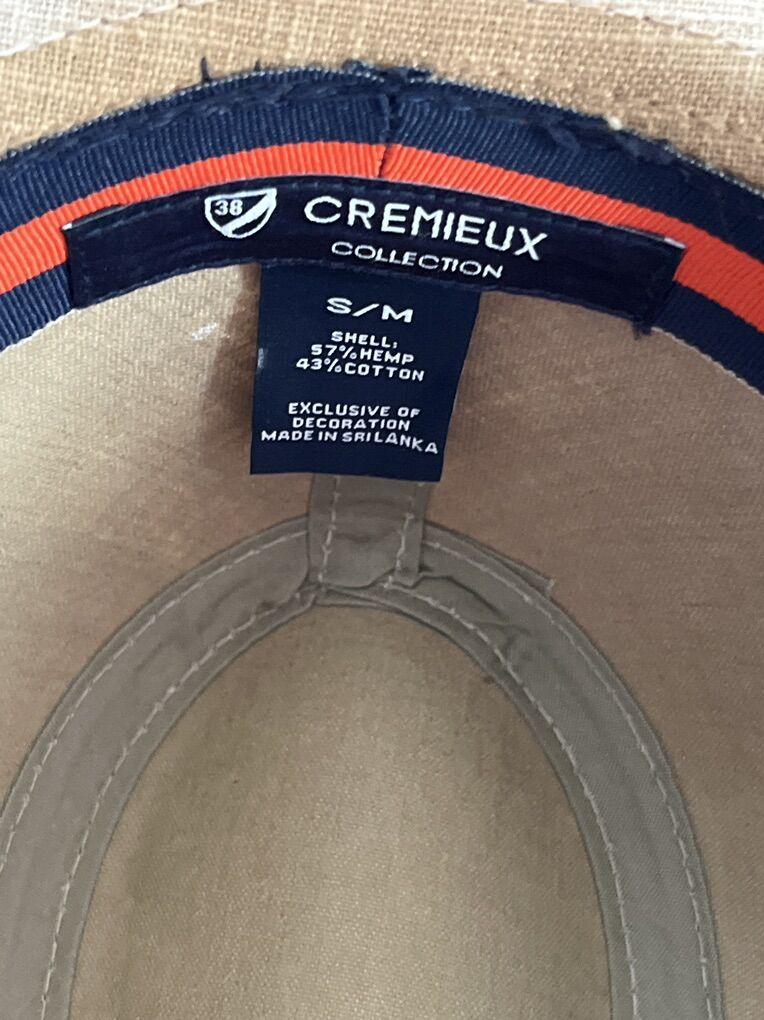 38
CREMIEUX
COLLECTION
S/M
SHELL:
57%HEMP
43%COTTON
EXCLUSIVE OF
DECORATION
MADE IN SRI LANKA